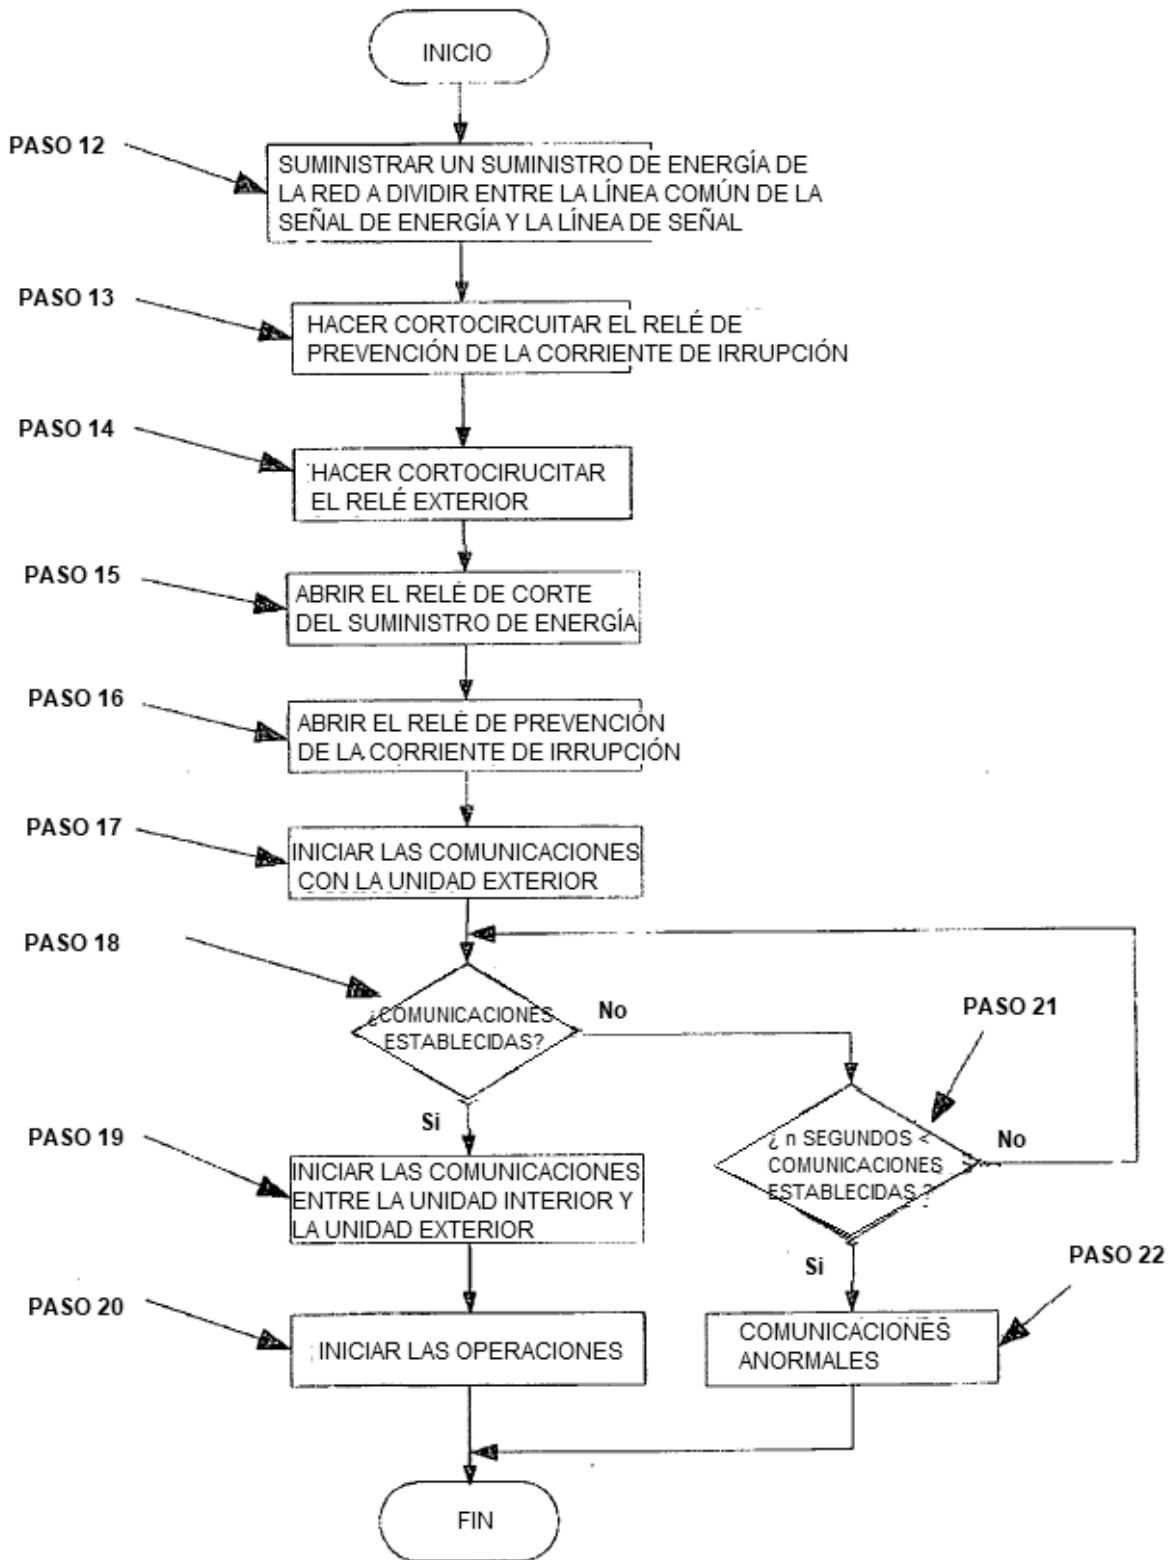 INICIO
PASO 12
SUMINISTRAR UN SUMINISTRO DE ENERGÍA DE
LA RED A DIVIDIR ENTRE LA LÍNEA COMÚN DE LA
SEÑAL DE ENERGÍA Y LA LÍNEA DE SEÑAL
PASO 13
HACER CORTOCIRCUITAR EL RELÉ DE
PREVENCIÓN DE LA CORRIENTE DE IRRUPCIÓN
PASO 14
HACER CORTOCIRUCITAR
EL RELÉ EXTERIOR
PASO 15
ABRIR EL RELÉ DE CORTE
DEL SUMINISTRO DE ENERGÍA
PASO 16
ABRIR EL RELÉ DE PREVENCIÓN
DE LA CORRIENTE DE IRRUPCIÓN
PASO 17
INICIAR LAS COMUNICACIONES
CON LA UNIDAD EXTERIOR
PASO 18
¿COMUNICACIONES
ESTABLECIDAS?
No
Si
PASO 21
¿ n SEGUNDOS <
COMUNICACIONES
ESTABLECIDAS ?
No
Si
PASO 19
INICIAR LAS COMUNICACIONES
ENTRE LA UNIDAD INTERIOR Y
LA UNIDAD EXTERIOR
PASO 22
COMUNICACIONES
ANORMALES
PASO 20
INICIAR LAS OPERACIONES
FIN